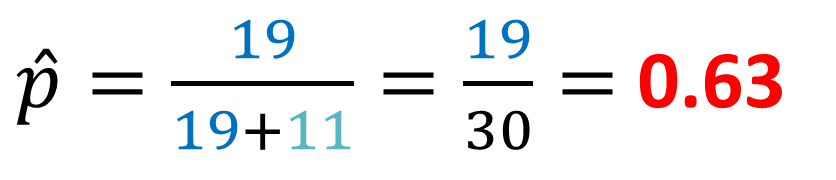 p̂ = 19 / 19+11 = 19 / 30 = 0.63